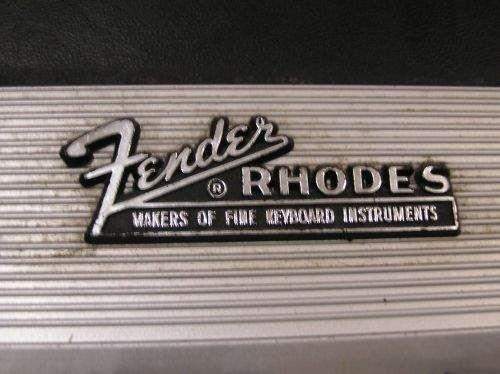 Fender
® RHODES
MAKERS OF FINE KEYBOARD INSTRUMENTS